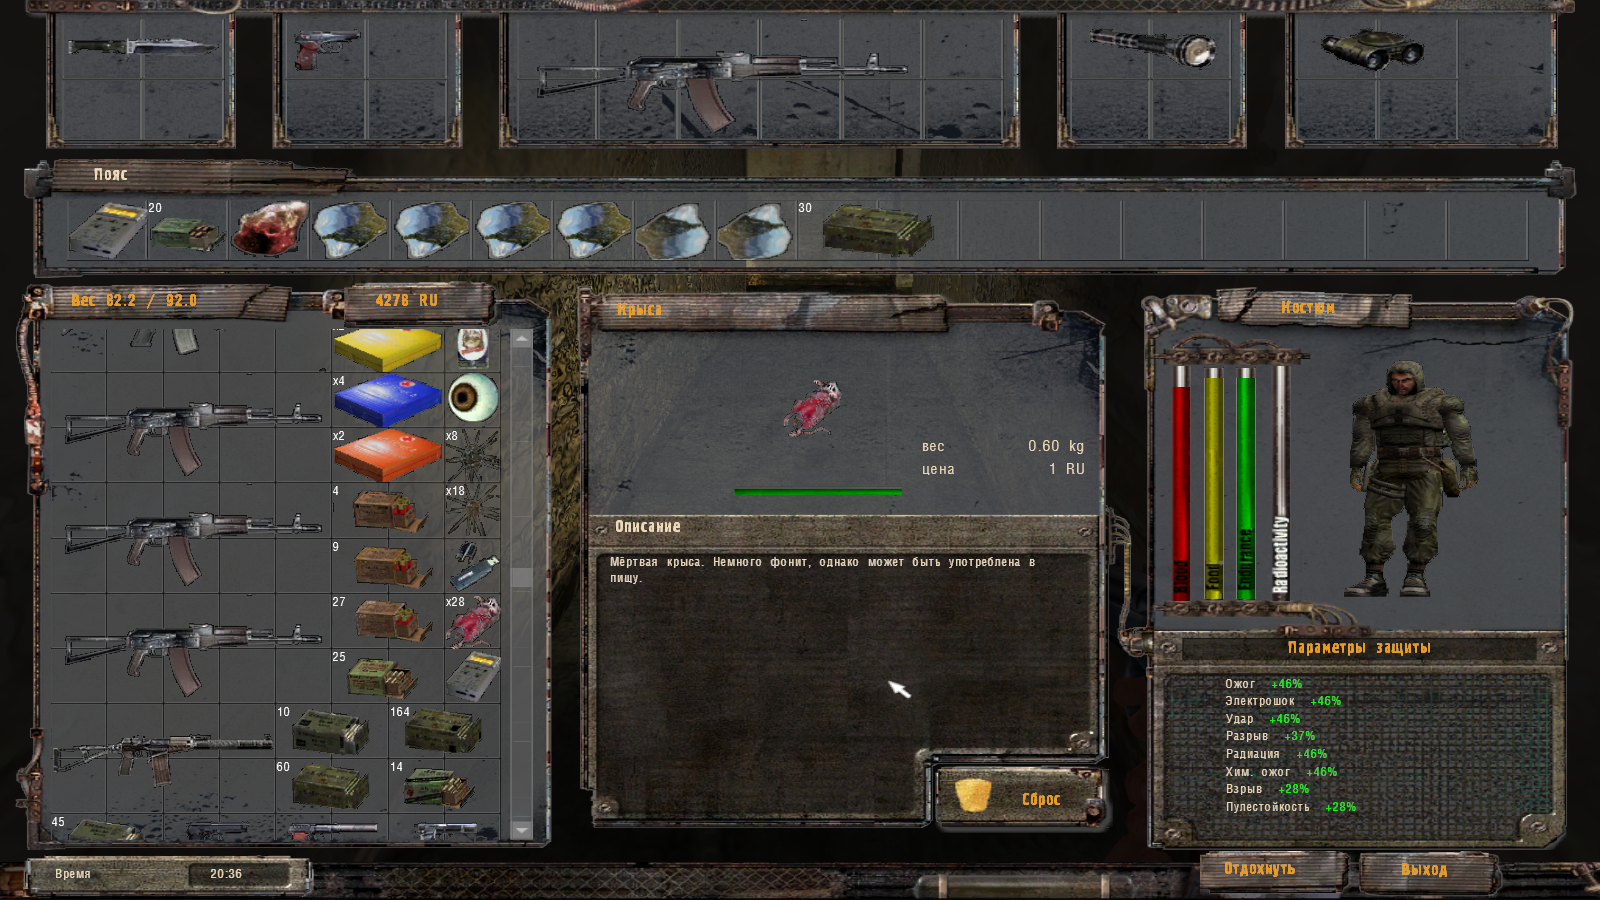 Пояс
20
30
Вес 82.2 / 92.0
4278 RU
Крыса
Костюм
x4
x2
x8
4
x18
9
27
x28
25
10
164
60
14
45
вес 0.60 kg
цена 1 RU
Описание
Мёртвая крыса. Немного фонит, однако может быть употреблена в
пищу.
Сброс
Blood
Food
Endurance
Radioactivity
Параметры защиты
Ожог +46%
Электрошок +46%
Удар +46%
Разрыв +37%
Радиация +46%
Хим. ожог +46%
Взрыв +28%
Пулестойкость +28%
Время 20:36
Отдохнуть
Выход